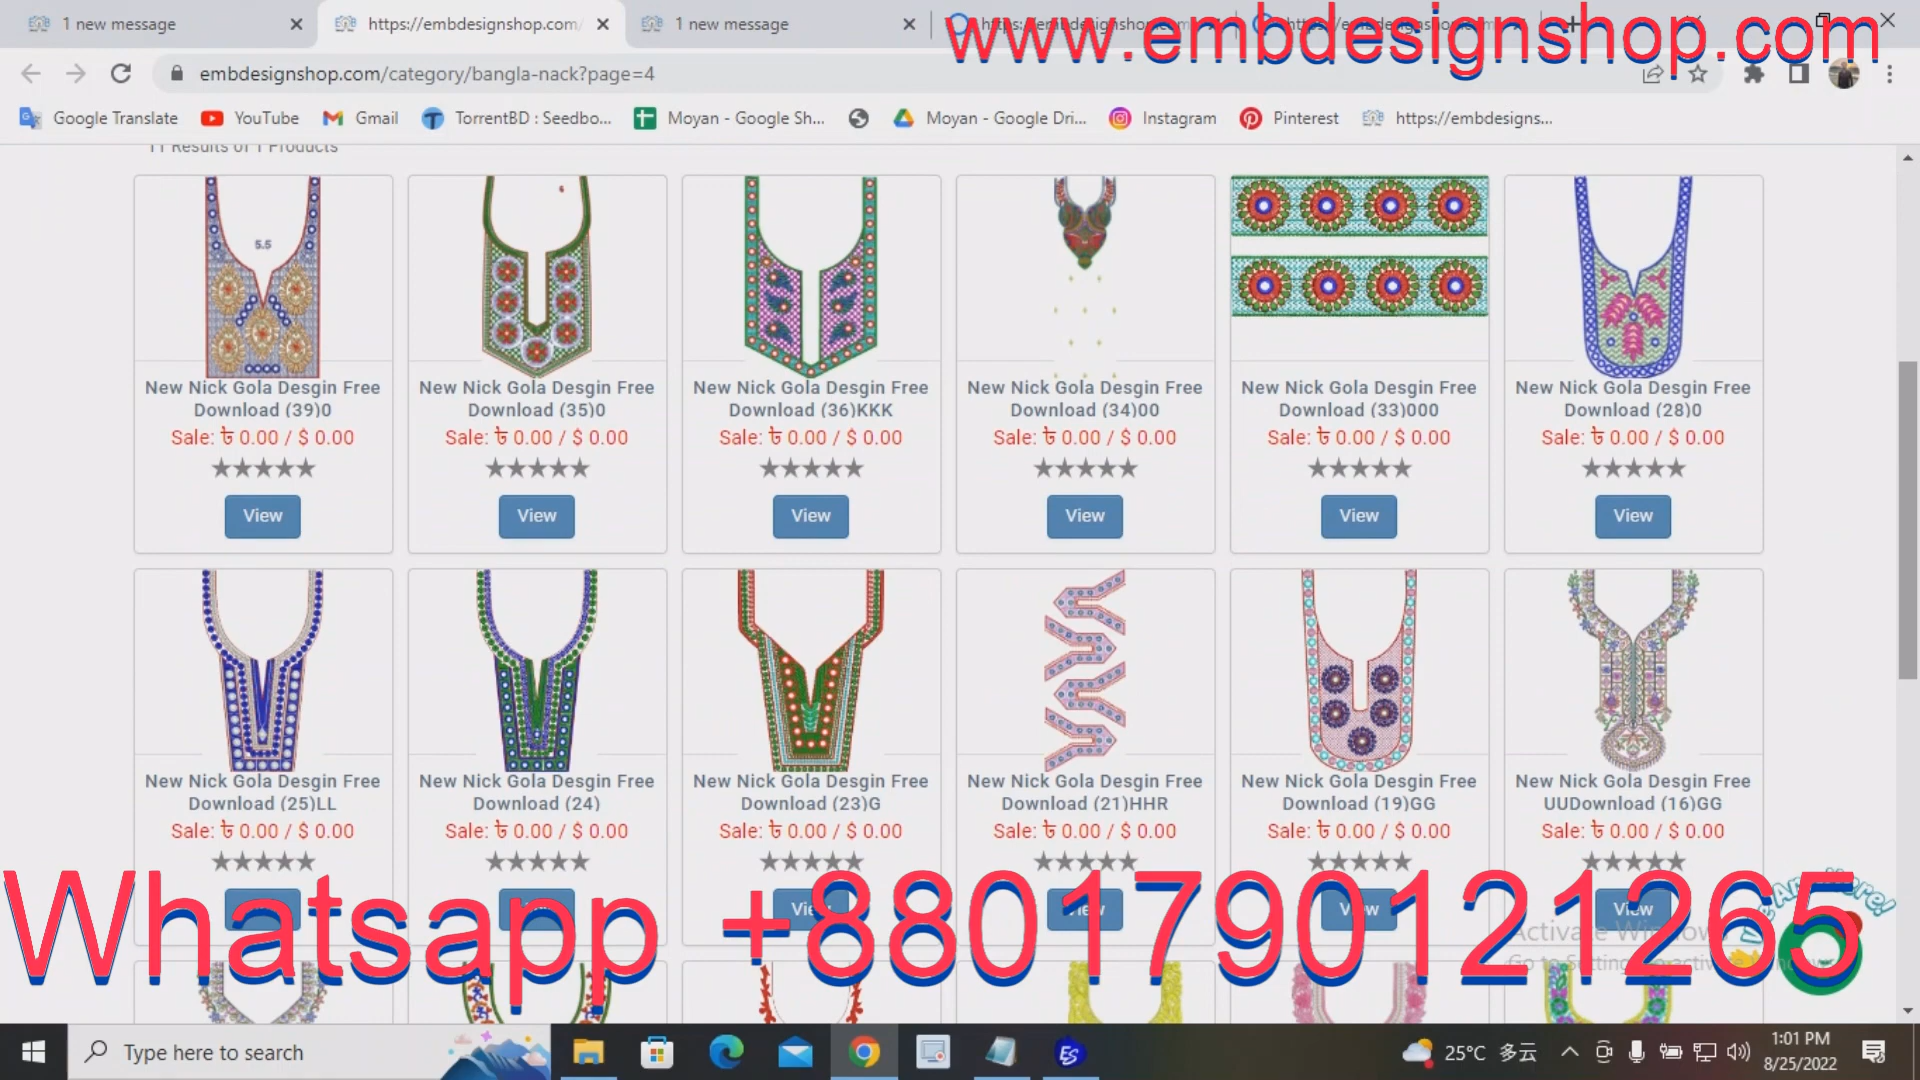 1 new message
https://embdesignshop.com/
1 new message
www.embdesignshop.com
embdesignshop.com/category/bangla-nack?page=4
Google Translate
YouTube
Gmail
TorrentBD : Seedbo...
Moyan - Google Sh...
Moyan - Google Dri...
Instagram
Pinterest
https://embdesigns...
11 Results of 1 Products
5.5
New Nick Gola Desgin Free
Download (39)0
Sale: ৳ 0.00 / $ 0.00
View
New Nick Gola Desgin Free
Download (35)0
Sale: ৳ 0.00 / $ 0.00
View
New Nick Gola Desgin Free
Download (36)KKK
Sale: ৳ 0.00 / $ 0.00
View
New Nick Gola Desgin Free
Download (34)00
Sale: ৳ 0.00 / $ 0.00
View
New Nick Gola Desgin Free
Download (33)000
Sale: ৳ 0.00 / $ 0.00
View
New Nick Gola Desgin Free
Download (28)0
Sale: ৳ 0.00 / $ 0.00
View
New Nick Gola Desgin Free
Download (25)LL
Sale: ৳ 0.00 / $ 0.00
New Nick Gola Desgin Free
Download (24)
Sale: ৳ 0.00 / $ 0.00
New Nick Gola Desgin Free
Download (23)G
Sale: ৳ 0.00 / $ 0.00
View
New Nick Gola Desgin Free
Download (21)HHR
Sale: ৳ 0.00 / $ 0.00
View
New Nick Gola Desgin Free
Download (19)GG
Sale: ৳ 0.00 / $ 0.00
View
New Nick Gola Desgin Free
UUDownload (16)GG
Sale: ৳ 0.00 / $ 0.00
View
Whatsapp +8801790121265
Activate Windows
Type here to search
ES
25°C 多云
1:01 PM
8/25/2022